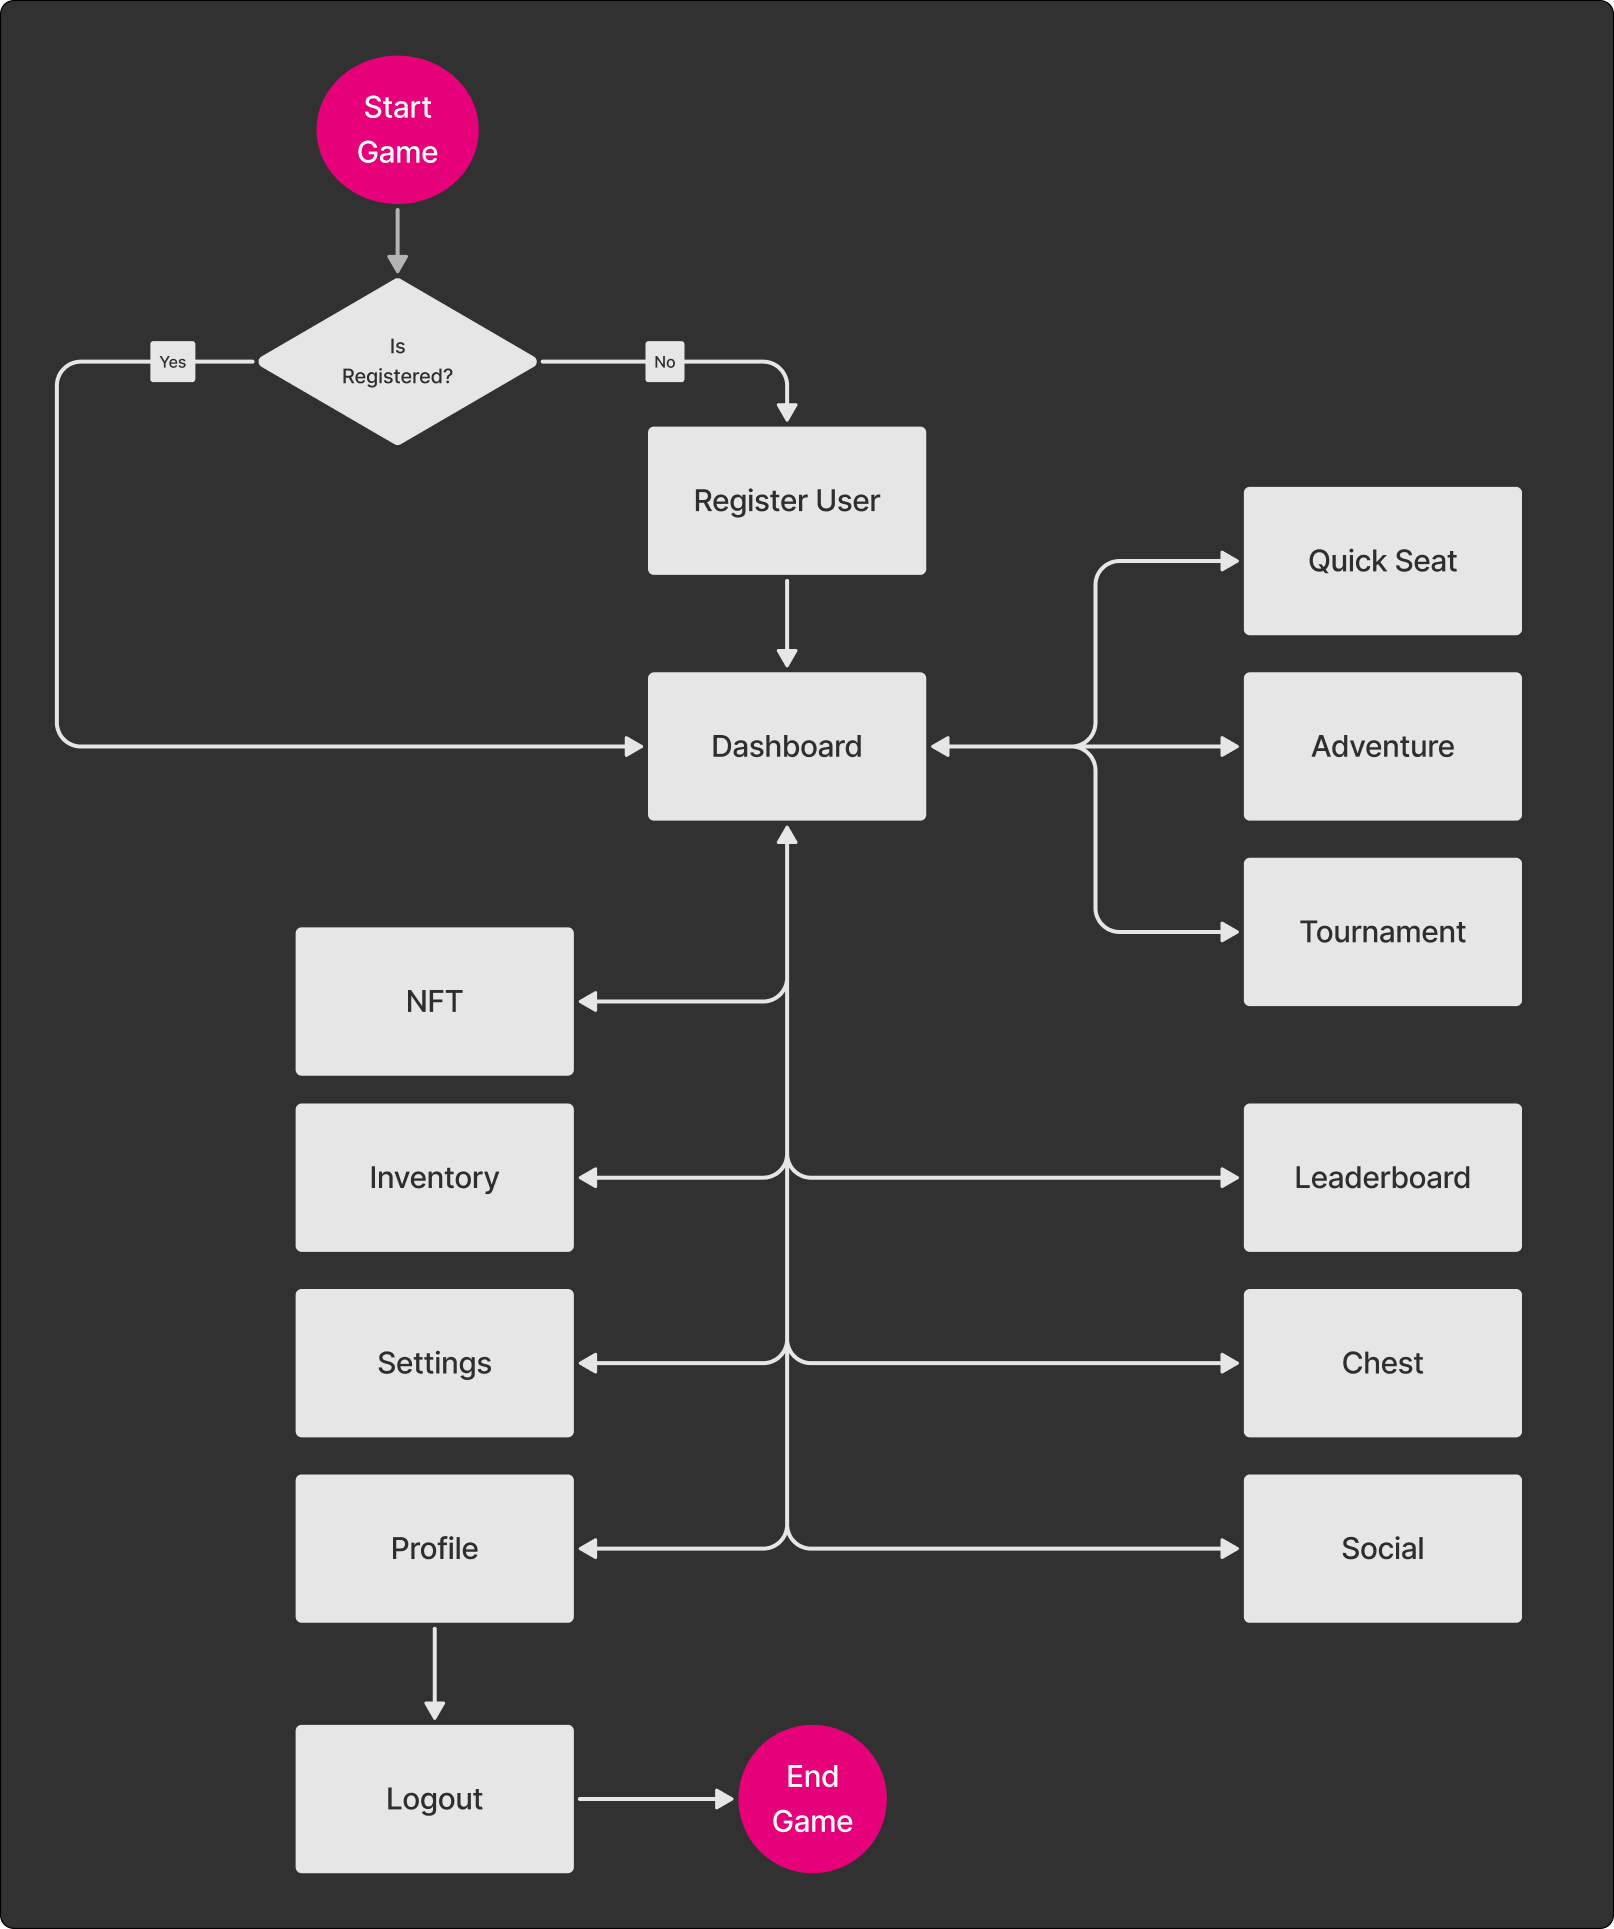 Start
Game
Is
Registered?
Yes
No
Register User
Quick Seat
Dashboard
Adventure
Tournament
NFT
Inventory
Leaderboard
Settings
Chest
Profile
Social
Logout
End
Game